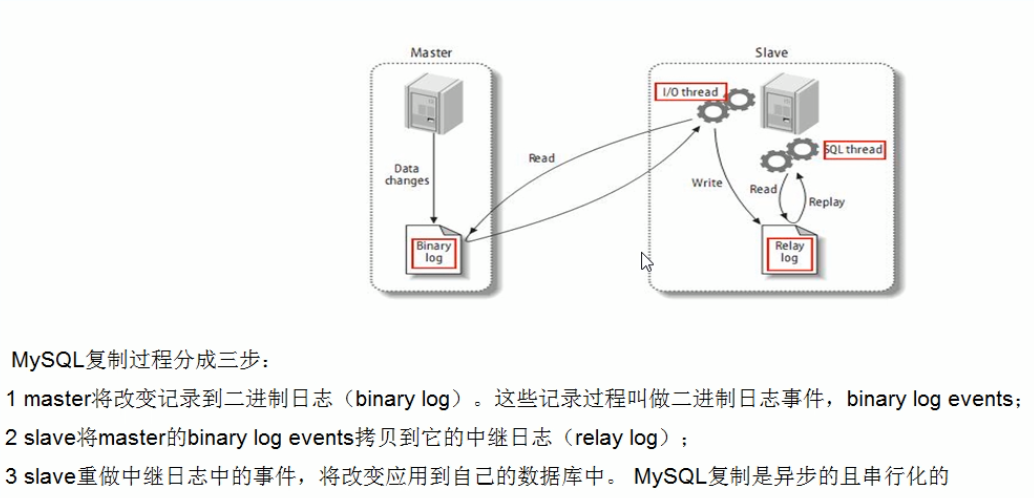 Master
Slave
I/O thread
SQL thread
Read
Data
changes
Write
Read
Replay
Binary
log
Relay
log
MySQL复制过程分成三步：
1 master将改变记录到二进制日志（binary log）。这些记录过程叫做二进制日志事件，binary log events；
2 slave将master的binary log events拷贝到它的中继日志（relay log）；
3 slave重做中继日志中的事件，将改变应用到自己的数据库中。 MySQL复制是异步的且串行化的